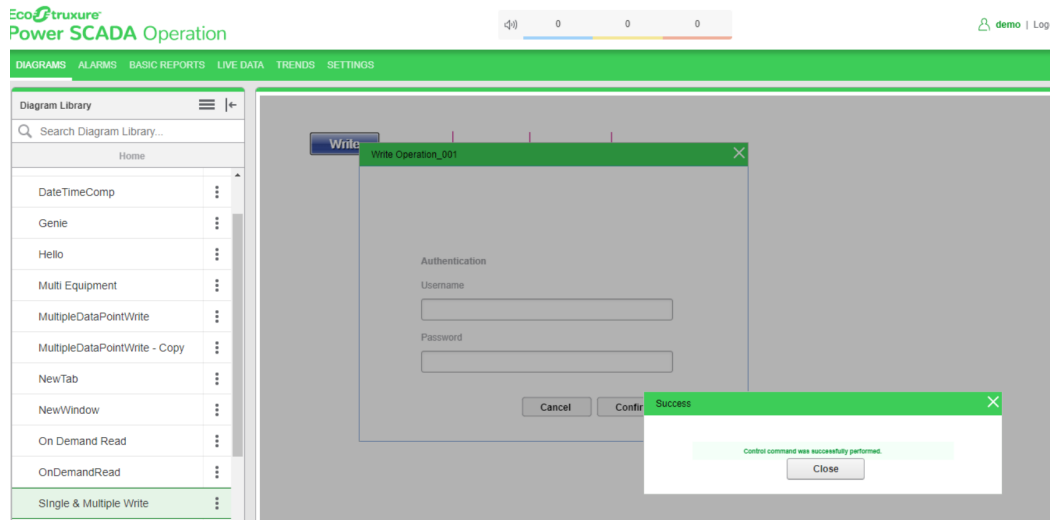 EcoStruxure
Power SCADA Operation
0 0 0
demo | Log
DIAGRAMS ALARMS BASIC REPORTS LIVE DATA TRENDS SETTINGS
Diagram Library
Search Diagram Library...
Home
DateTimeComp
Genie
Hello
Multi Equipment
MultipleDataPointWrite
MultipleDataPointWrite - Copy
NewTab
NewWindow
On Demand Read
OnDemandRead
SIngle & Multiple Write
Write
Write Operation_001
Authentication
Username
Password
Cancel Confir
Success
Control command was successfully performed.
Close